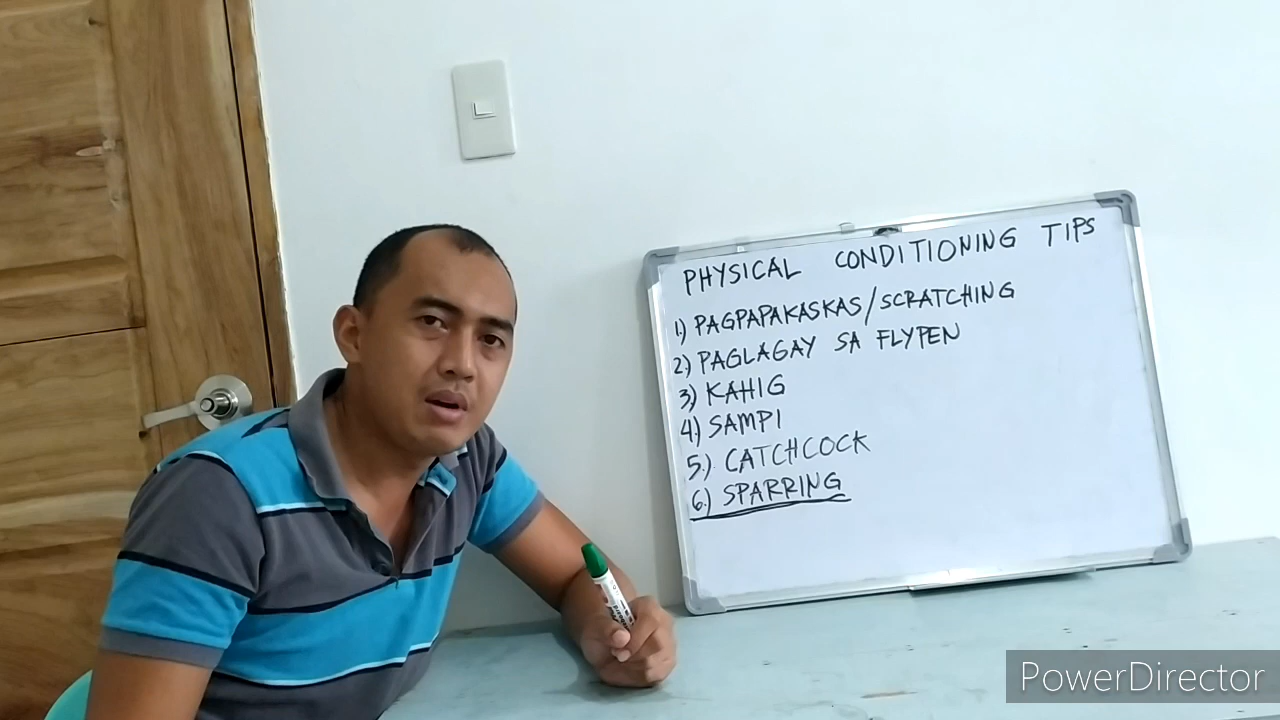 PHYSICAL CONDITIONING TIPS
1.) PAGPAPAKASKAS/SCRATCHING
2.) PAGLAGAY SA FLYPEN
3.) KAHIG
4.) SAMPI
5.) CATCHCOCK
6.) SPARRING
PowerDirector